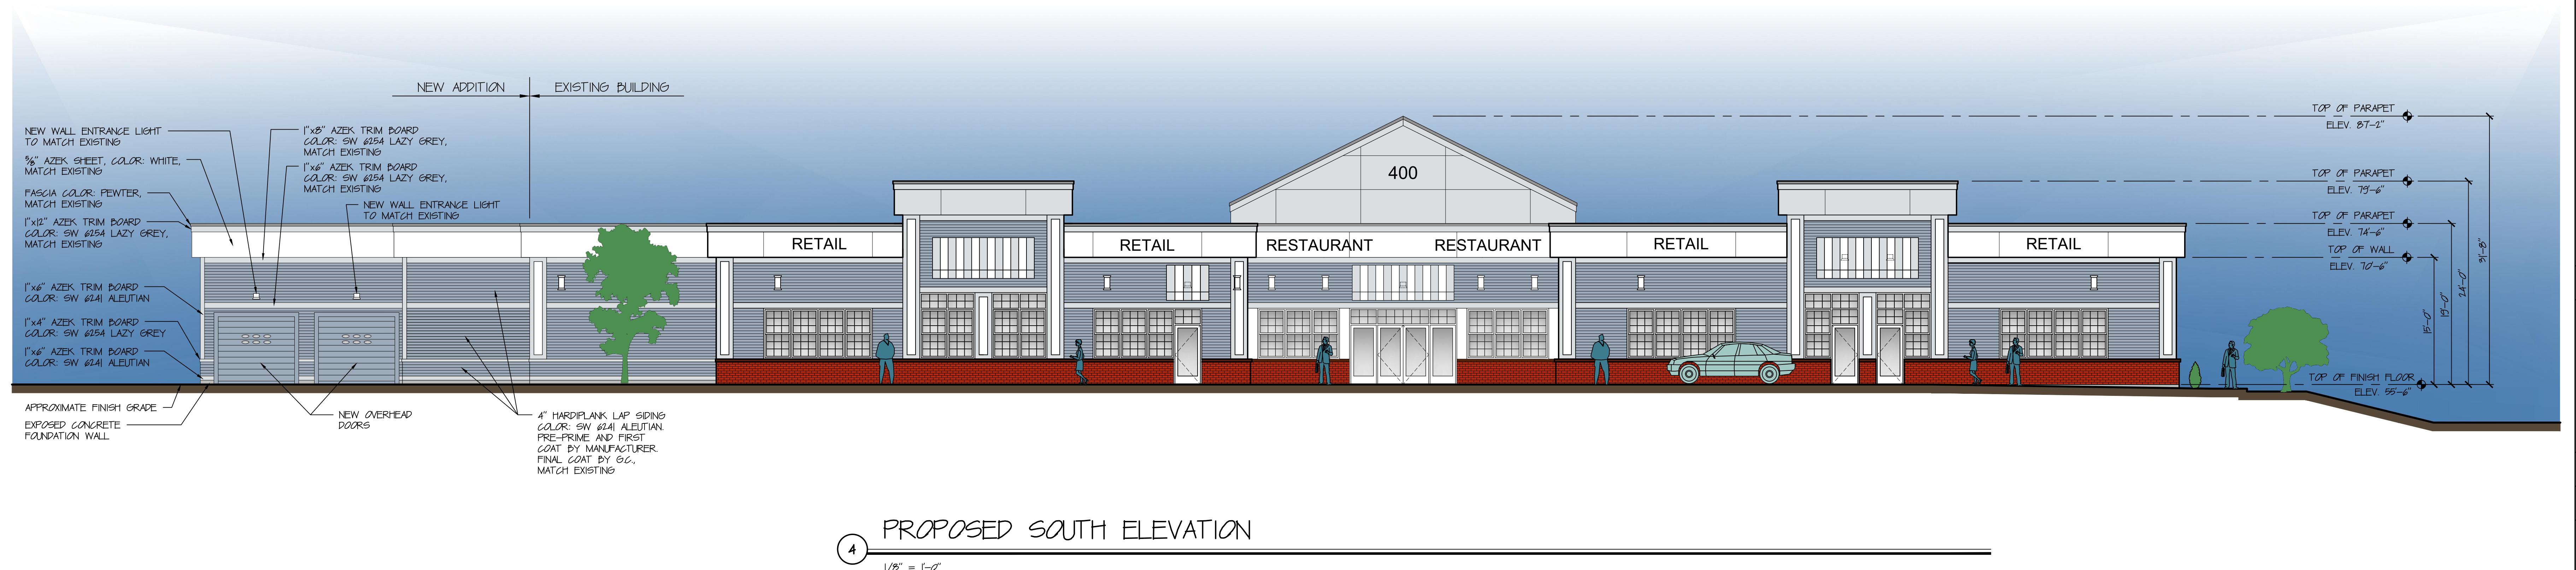 NEW ADDITION
EXISTING BUILDING
NEW WALL ENTRANCE LIGHT
TO MATCH EXISTING
5/8" AZEK SHEET, COLOR: WHITE,
MATCH EXISTING
FASCIA COLOR: PEWTER,
MATCH EXISTING
1"x12" AZEK TRIM BOARD
COLOR: SW 6254 LAZY GREY,
MATCH EXISTING
1"x6" AZEK TRIM BOARD
COLOR: SW 6241 ALEUTIAN
1"x4" AZEK TRIM BOARD
COLOR: SW 6254 LAZY GREY
1"x6" AZEK TRIM BOARD
COLOR: SW 6241 ALEUTIAN
APPROXIMATE FINISH GRADE
EXPOSED CONCRETE
FOUNDATION WALL
1"x8" AZEK TRIM BOARD
COLOR: SW 6254 LAZY GREY,
MATCH EXISTING
1"x6" AZEK TRIM BOARD
COLOR: SW 6254 LAZY GREY,
MATCH EXISTING
NEW WALL ENTRANCE LIGHT
TO MATCH EXISTING
NEW OVERHEAD
DOORS
4" HARDIPLANK LAP SIDING
COLOR: SW 6241 ALEUTIAN.
PRE-PRIME AND FIRST
COAT BY MANUFACTURER.
FINAL COAT BY G.C.,
MATCH EXISTING
400
RETAIL
RETAIL
RESTAURANT
RESTAURANT
RETAIL
RETAIL
TOP OF PARAPET
ELEV. 87'-2"
TOP OF PARAPET
ELEV. 79'-6"
TOP OF PARAPET
ELEV. 74'-6"
TOP OF WALL
ELEV. 70'-6"
TOP OF FINISH FLOOR
ELEV. 55'-6"
15'-0"
19'-0"
24'-0"
31'-8"
4
PROPOSED SOUTH ELEVATION
1/8" = 1'-0"